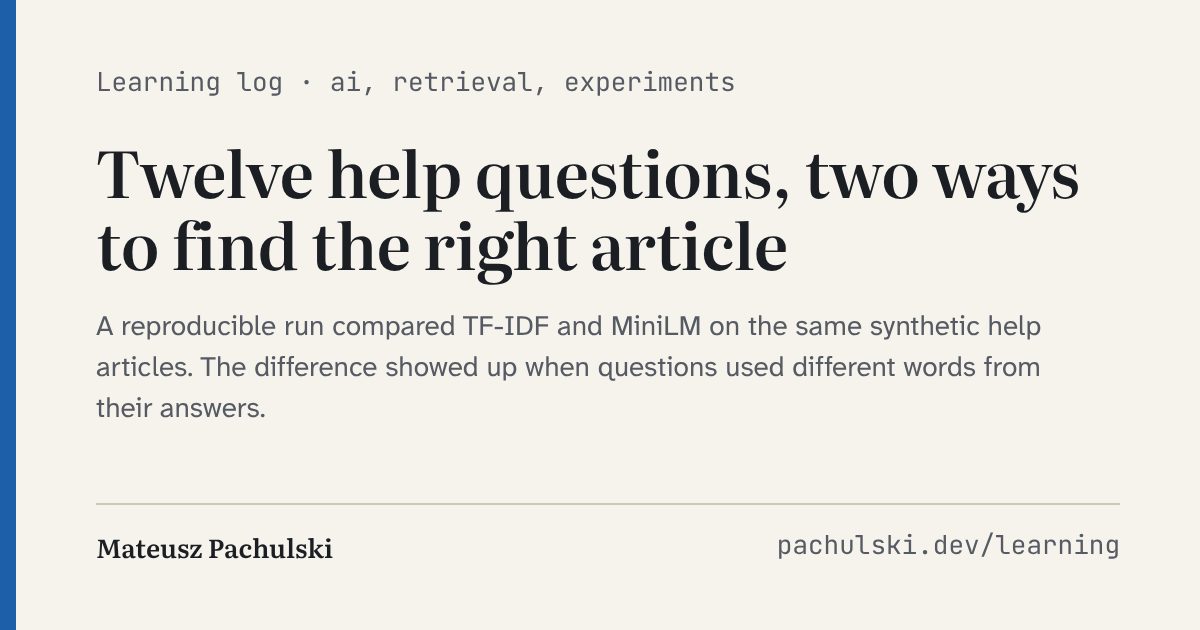 Learning log · ai, retrieval, experiments
Twelve help questions, two ways
to find the right article
A reproducible run compared TF-IDF and MiniLM on the same synthetic help
articles. The difference showed up when questions used different words from
their answers.
Mateusz Pachulski
pachulski.dev/learning